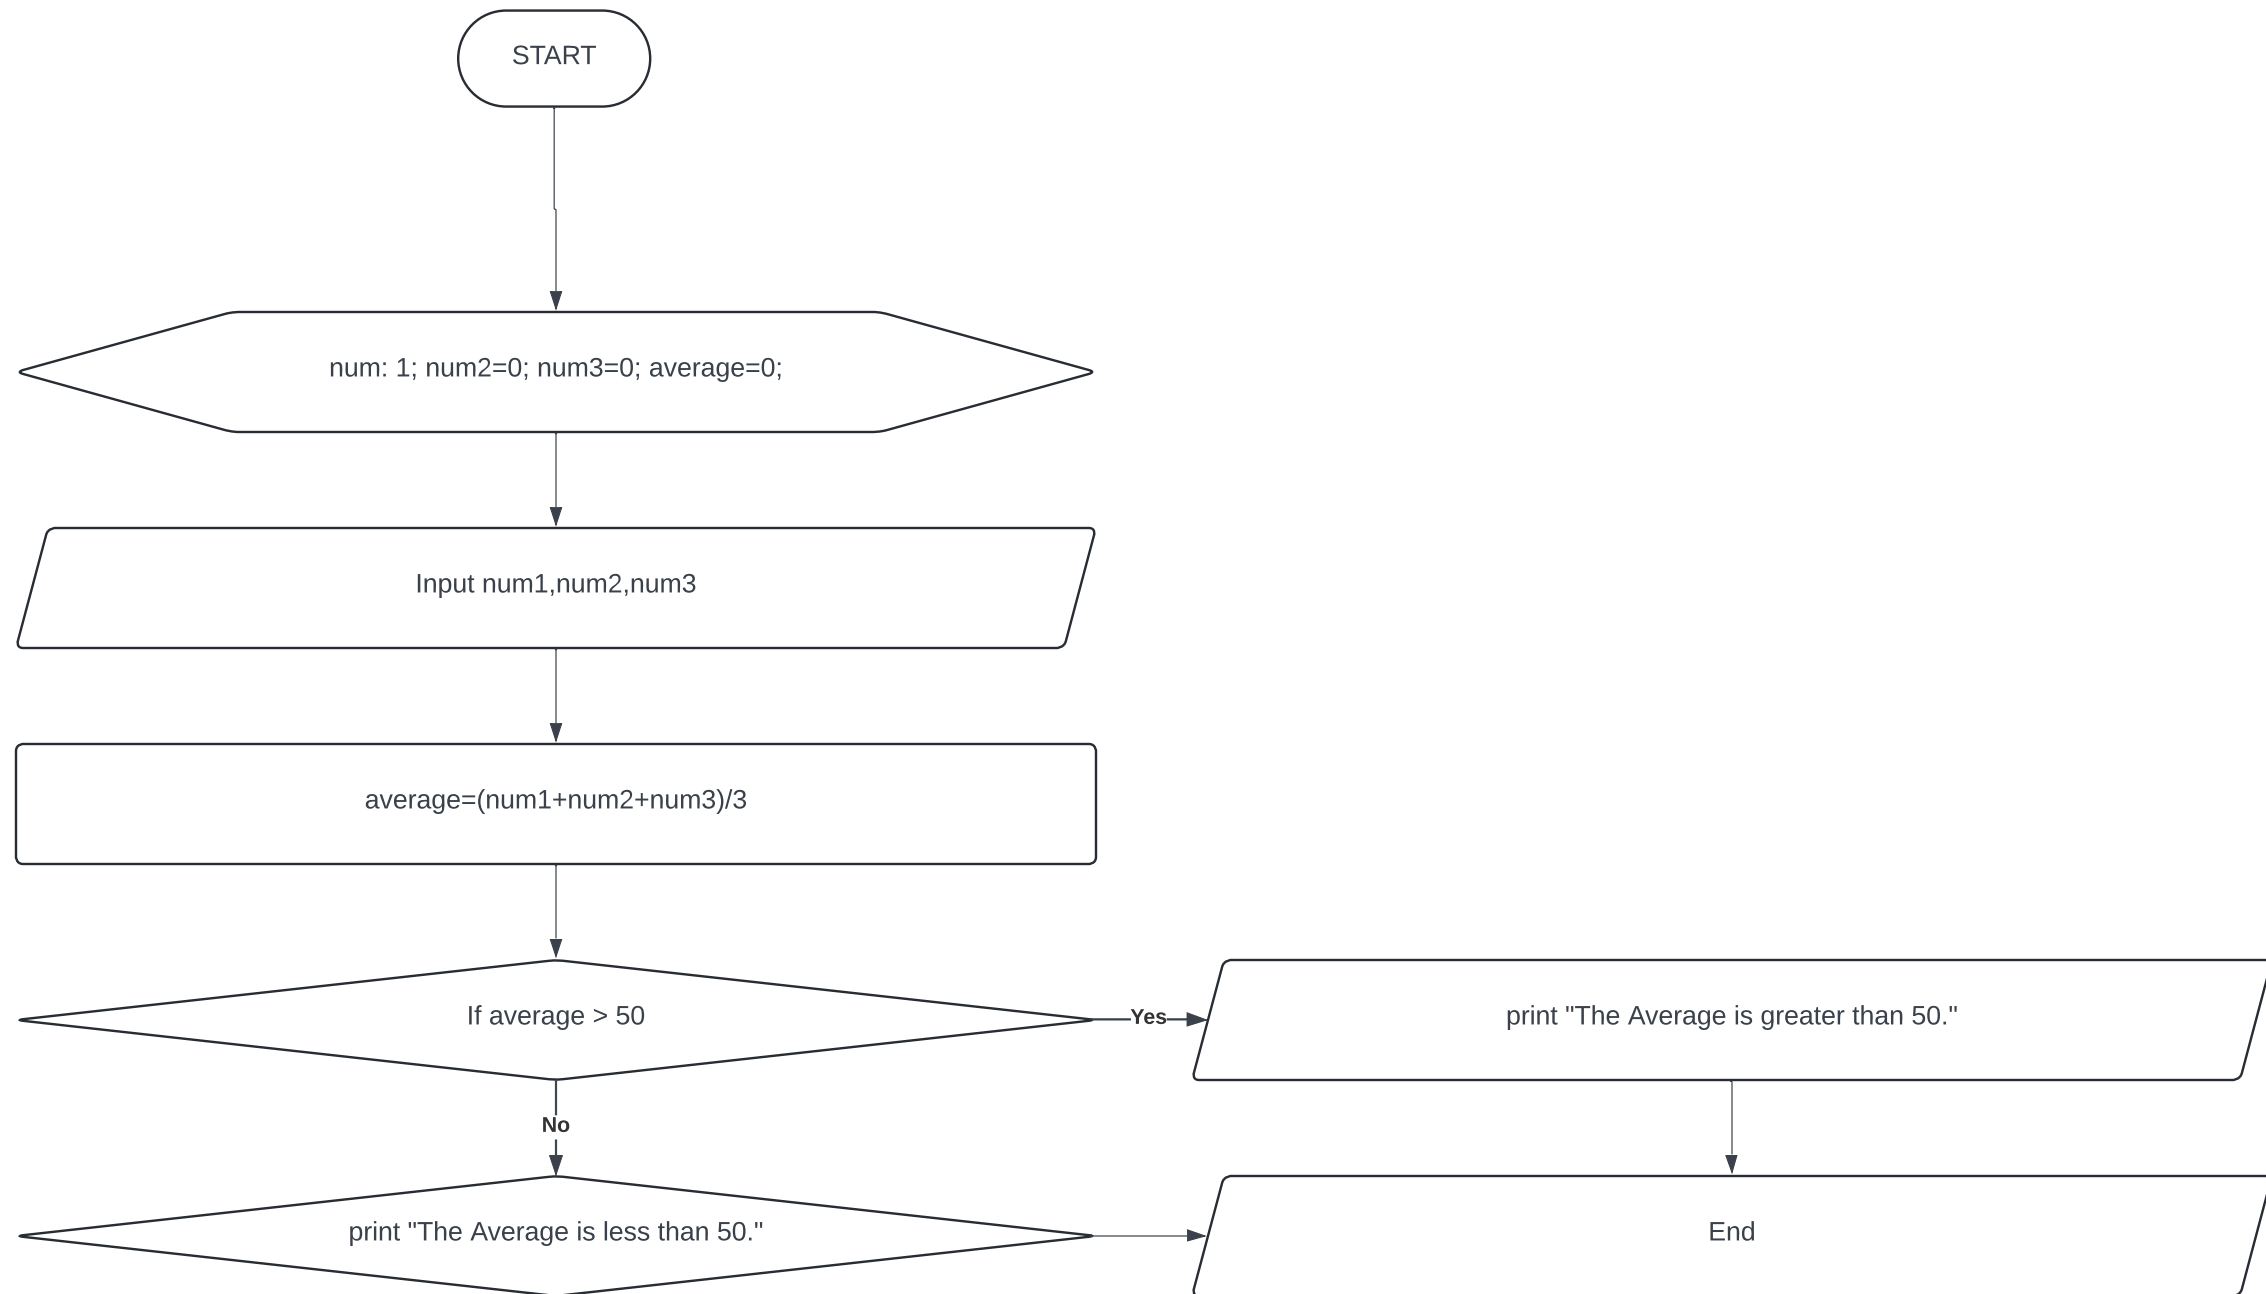 START
num: 1; num2=0; num3=0; average=0;
Input num1,num2,num3
average=(num1+num2+num3)/3
If average > 50
Yes
print "The Average is greater than 50."
No
print "The Average is less than 50."
End